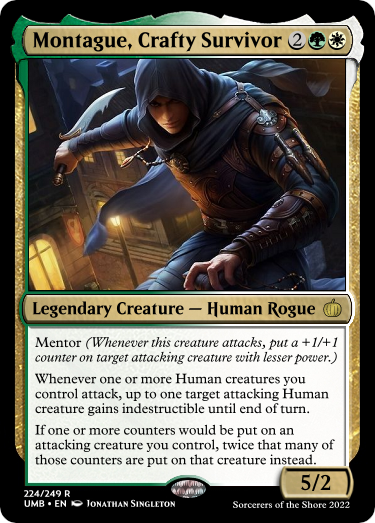 Montague, Crafty Survivor 2
Legendary Creature — Human Rogue
Mentor (Whenever this creature attacks, put a +1/+1
counter on target attacking creature with lesser power.)
Whenever one or more Human creatures you
control attack, up to one target attacking Human
creature gains indestructible until end of turn.
If one or more counters would be put on an
attacking creature you control, twice that many of
those counters are put on that creature instead.
5/2
224/249 R
UMB • EN Jonathan Singleton
Sorcerers of the Shore 2022